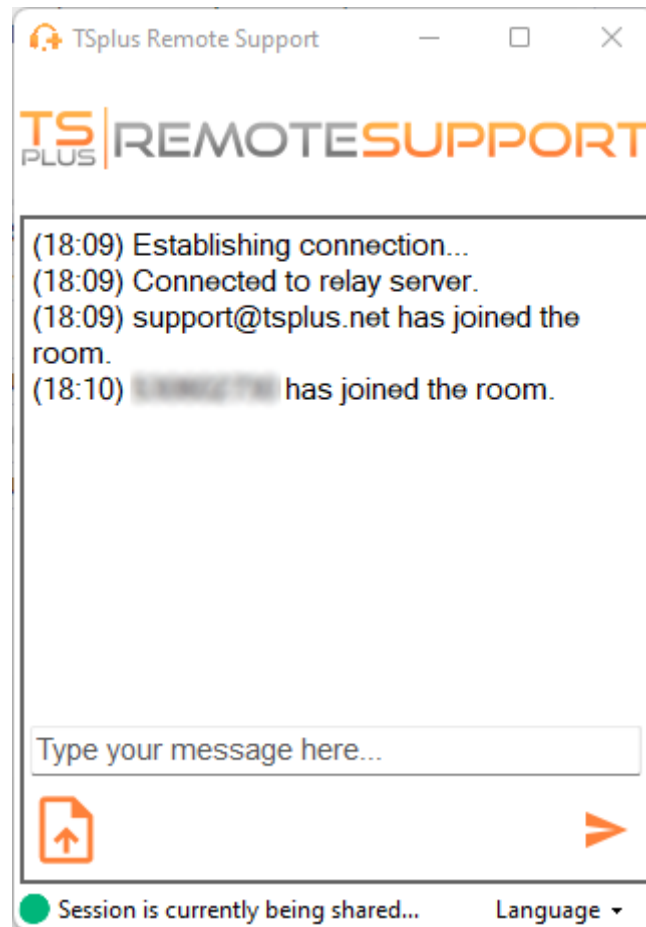 TSplus Remote Support
TS PLUS REMOTESUPPORT
(18:09) Establishing connection...
(18:09) Connected to relay server.
(18:09) support@tsplus.net has joined the
room.
(18:10) has joined the room.
Type your message here...
Session is currently being shared... Language